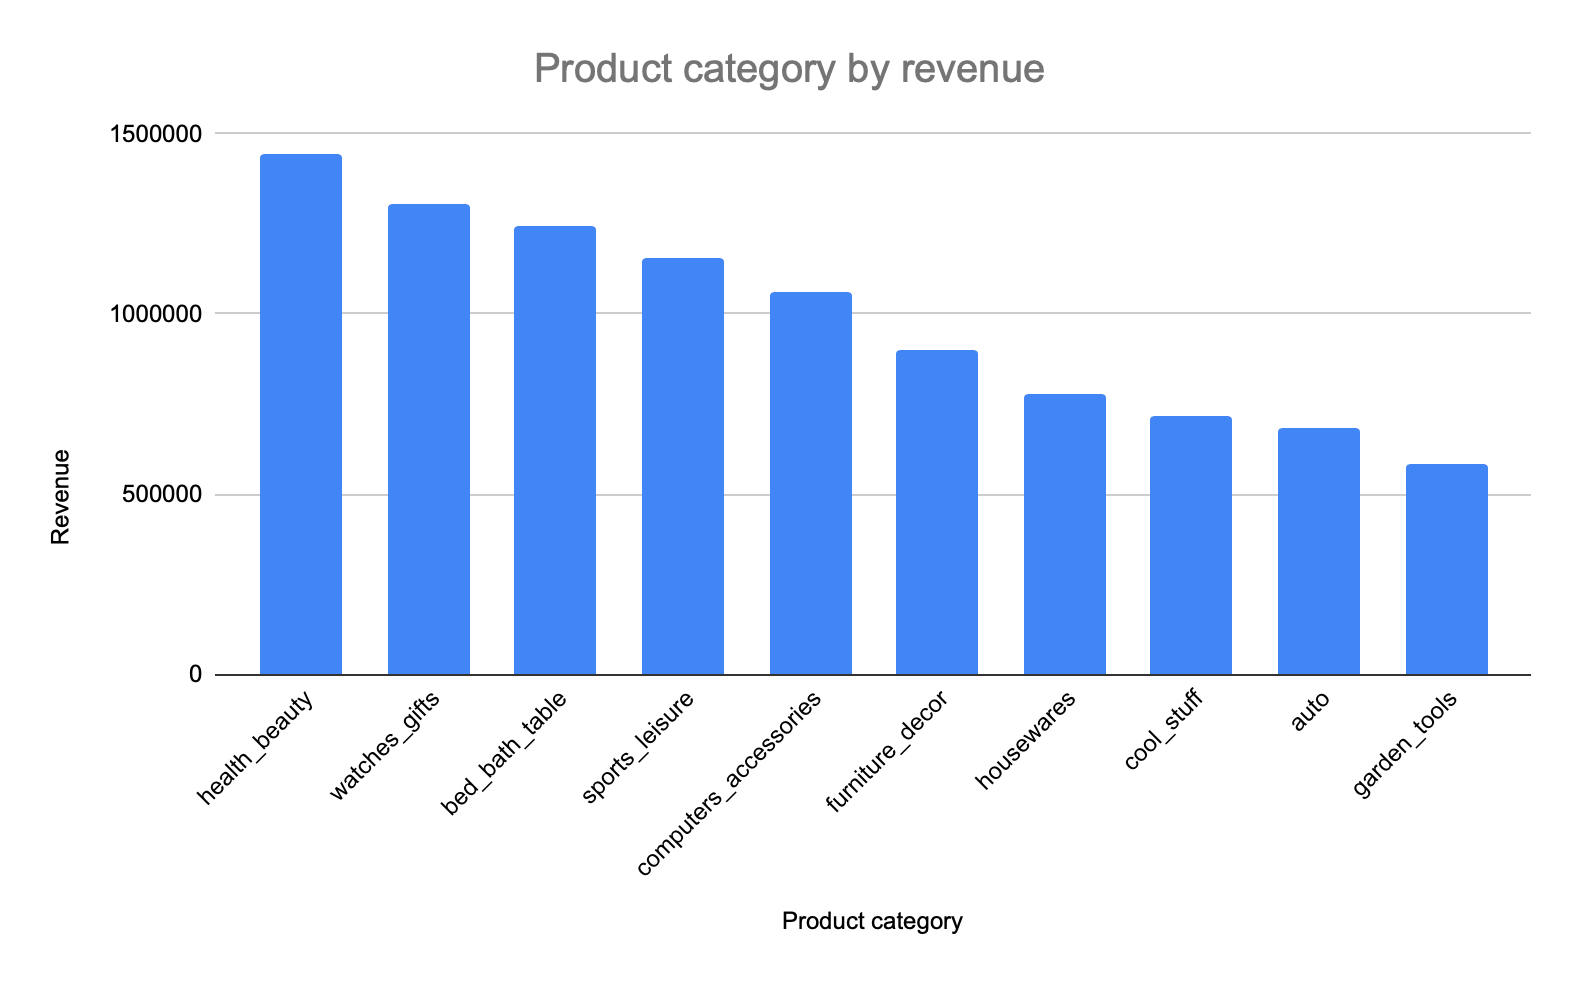 Product category by revenue
1500000
1000000
500000
0
Revenue
health_beauty
watches_gifts
bed_bath_table
sports_leisure
computers_accessories
furniture_decor
housewares
cool_stuff
auto
garden_tools
Product category